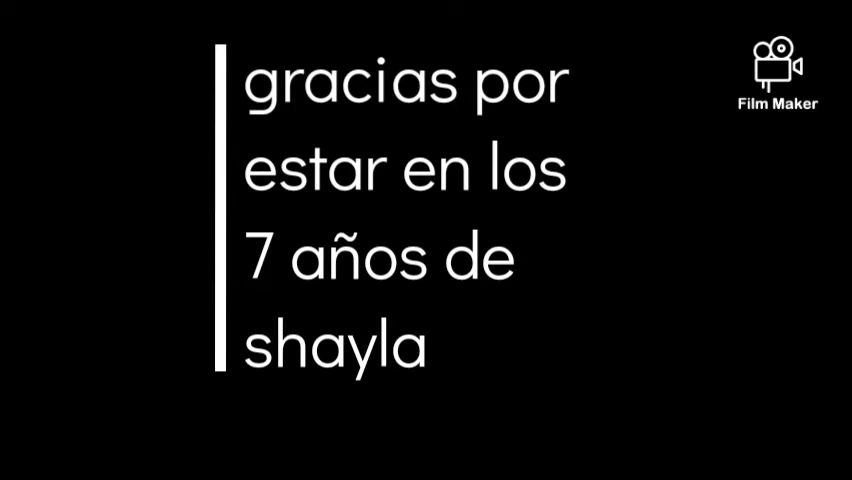 gracias por
estar en los
7 años de
shayla
Film Maker